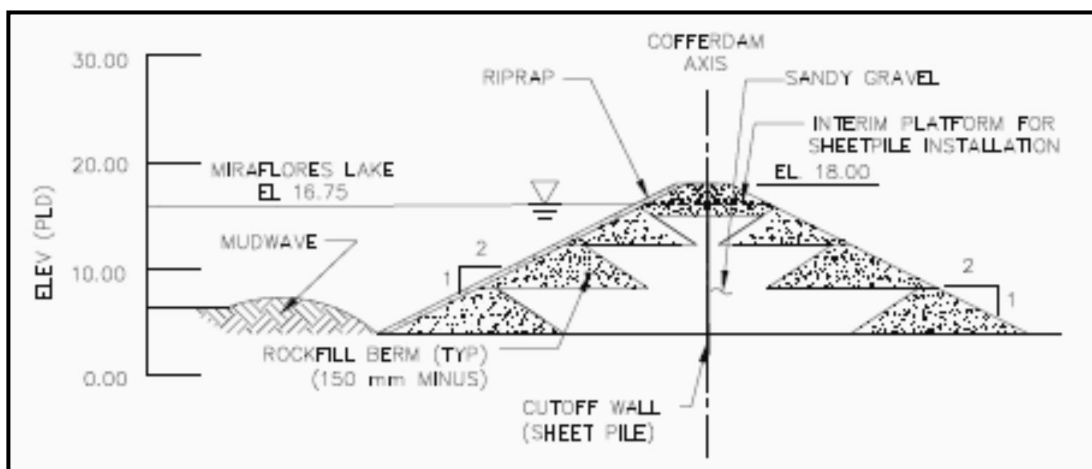 COFFERDAM
AXIS
30.00
RIPRAP
SANDY GRAVEL
INTERIM PLATFORM FOR
SHEETPILE INSTALLATION
20.00
MIRAFLORES LAKE
EL 16.75
EL. 18.00
ELEV (PLD)
MUDWAVE
10.00
2
1
2
1
ROCKFILL BERM (TYP)
(150 mm MINUS)
0.00
CUTOFF WALL
(SHEET PILE)